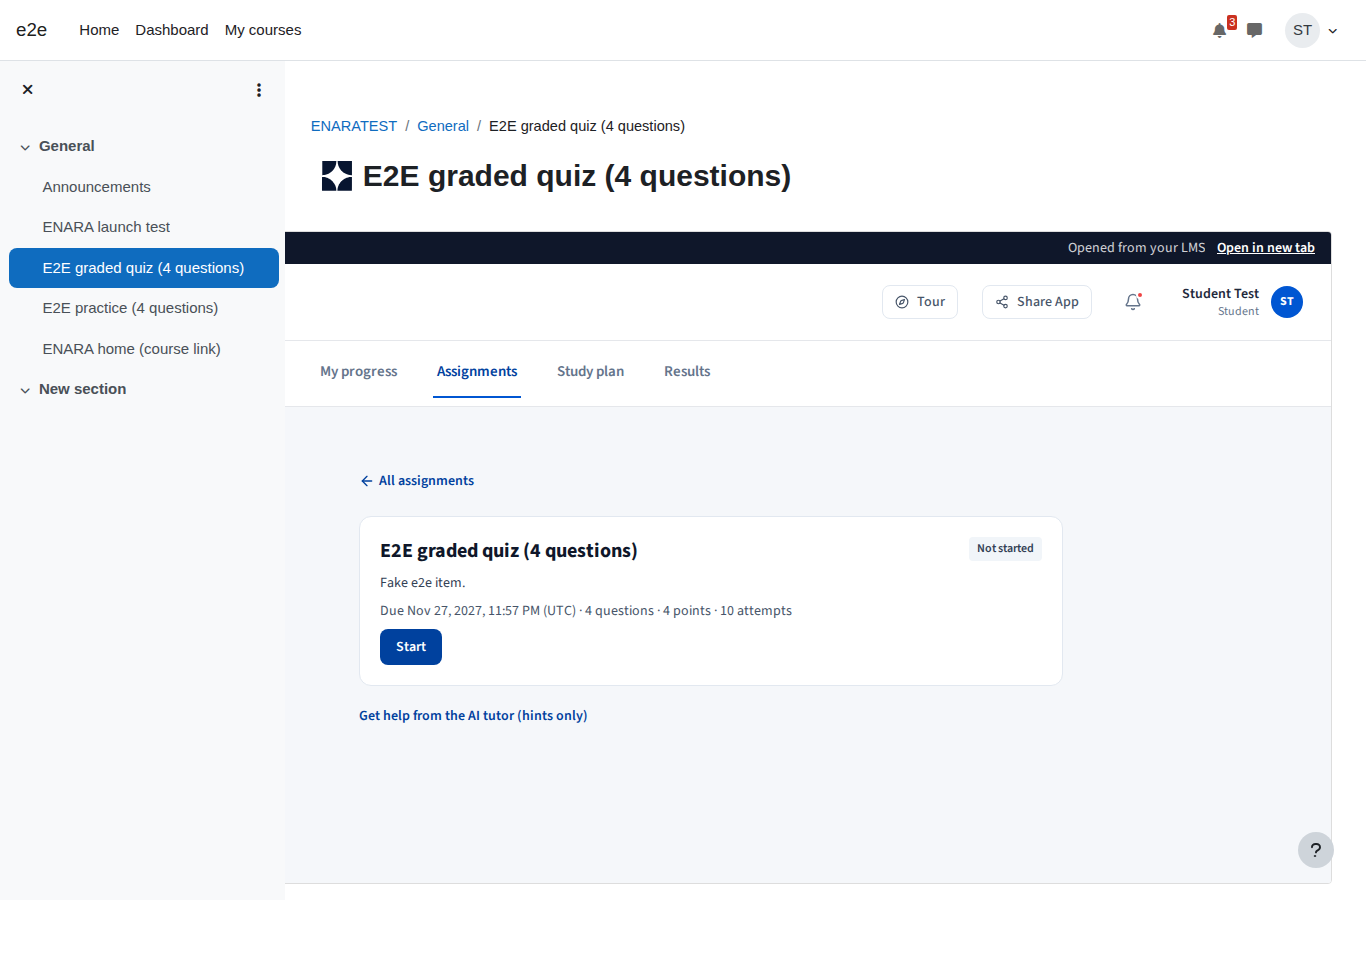 e2e
Home
Dashboard
My courses
3
ST
General
Announcements
ENARA launch test
E2E graded quiz (4 questions)
E2E practice (4 questions)
ENARA home (course link)
New section
ENARATEST / General / E2E graded quiz (4 questions)
E2E graded quiz (4 questions)
Opened from your LMS Open in new tab
Tour
Share App
Student Test
Student
ST
My progress
Assignments
Study plan
Results
All assignments
E2E graded quiz (4 questions)
Not started
Fake e2e item.
Due Nov 27, 2027, 11:57 PM (UTC) · 4 questions · 4 points · 10 attempts
Start
Get help from the AI tutor (hints only)
?